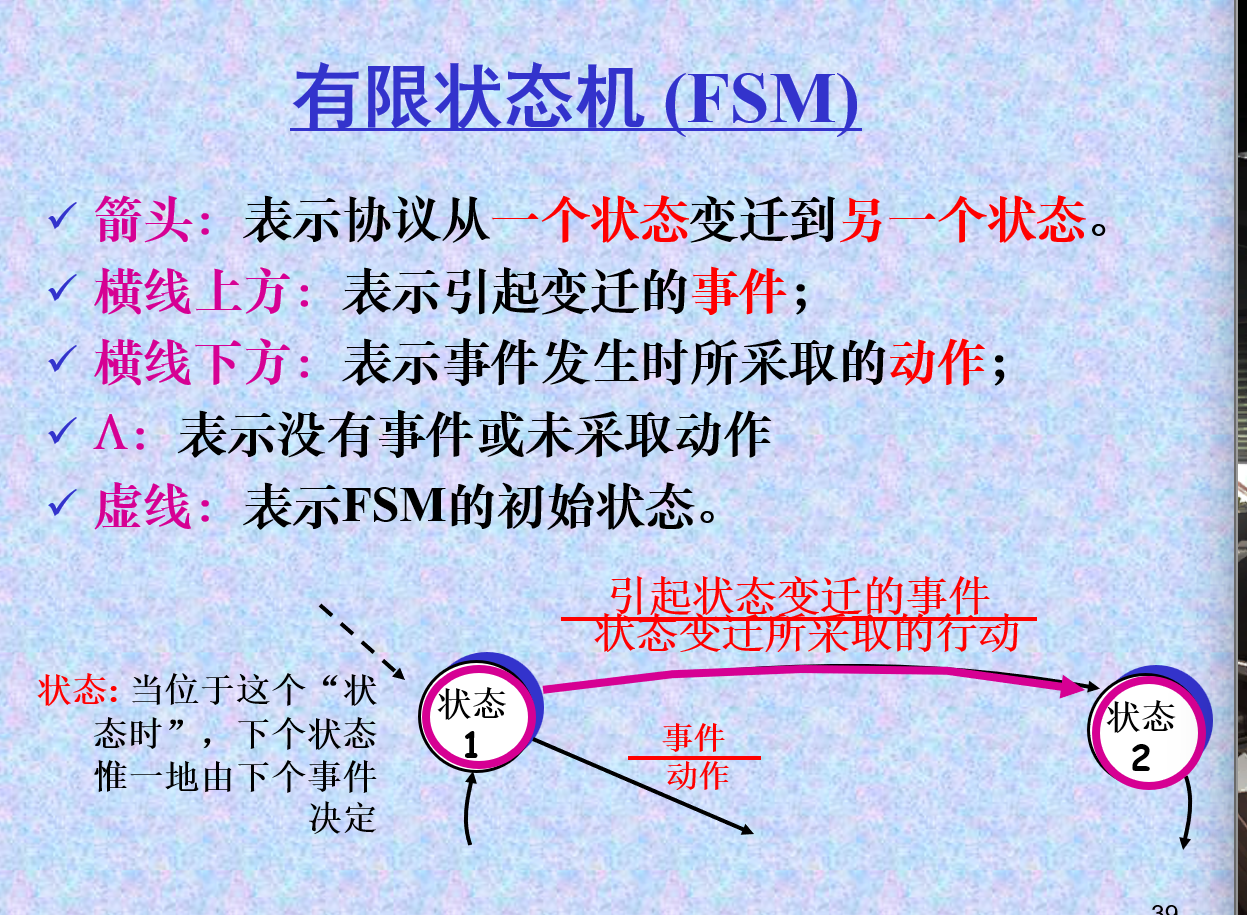 有限状态机 (FSM)
箭头：表示协议从一个状态变迁到另一个状态。
横线上方：表示引起变迁的事件；
横线下方：表示事件发生时所采取的动作；
Λ：表示没有事件或未采取动作
虚线：表示FSM的初始状态。
引起状态变迁的事件
状态变迁所采取的行动
状态：当位于这个“状
态时”，下个状态
惟一地由下个事件
决定
状态
1
事件
动作
状态
2
39